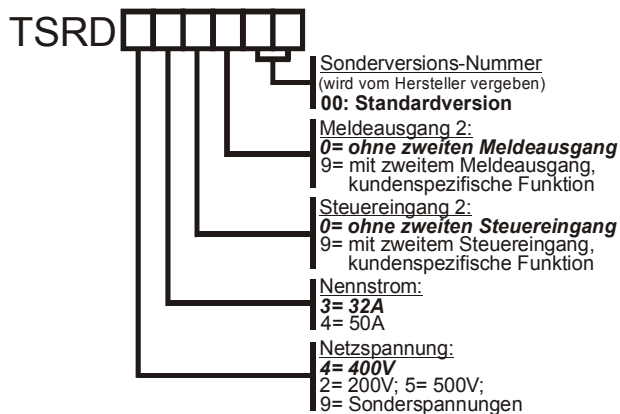 TSRD
Sonderversions-Nummer
(wird vom Hersteller vergeben)
00: Standardversion
Meldeausgang 2:
0= ohne zweiten Meldeausgang
9= mit zweitem Meldeausgang,
kundenspezifische Funktion
Steuereingang 2:
0= ohne zweiten Steuereingang
9= mit zweitem Steuereingang,
kundenspezifische Funktion
Nennstrom:
3= 32A
4= 50A
Netzspannung:
4= 400V
2= 200V; 5= 500V;
9= Sonderspannungen